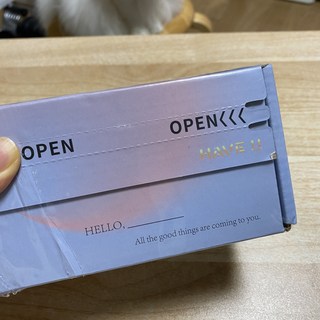 OPEN
OPEN<<<
HELLO, ________
All the good things are coming to you.